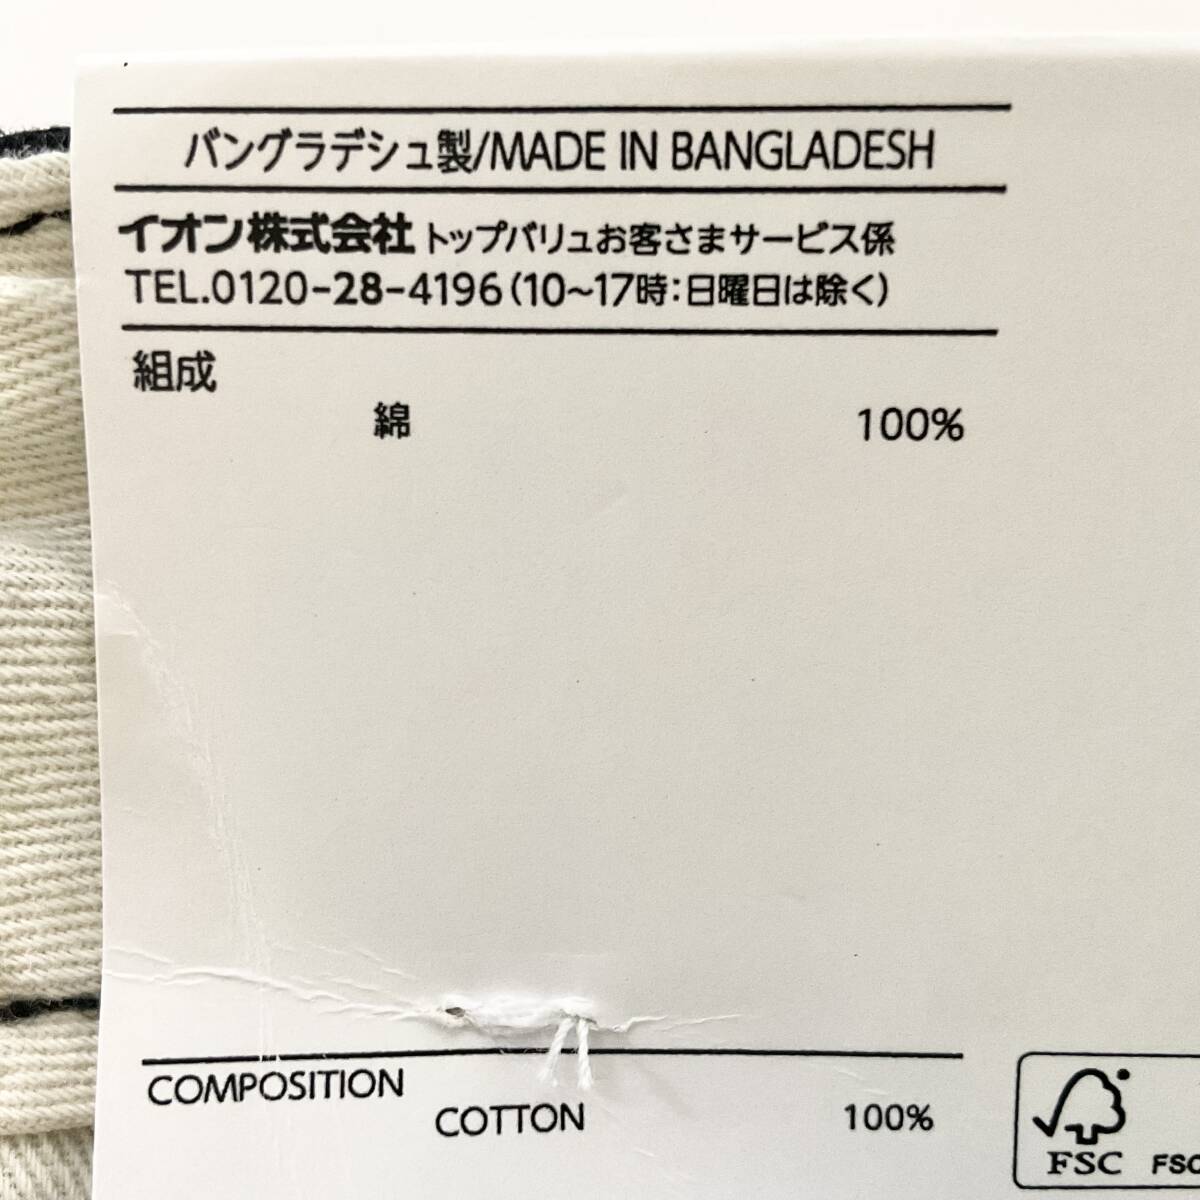 バングラデシュ製/MADE IN BANGLADESH
イオン株式会社 トップバリュお客さまサービス係
TEL.0120-28-4196(10~17時:日曜日は除く)
組成
綿 100%
COMPOSITION
COTTON 100%
FSC FSC